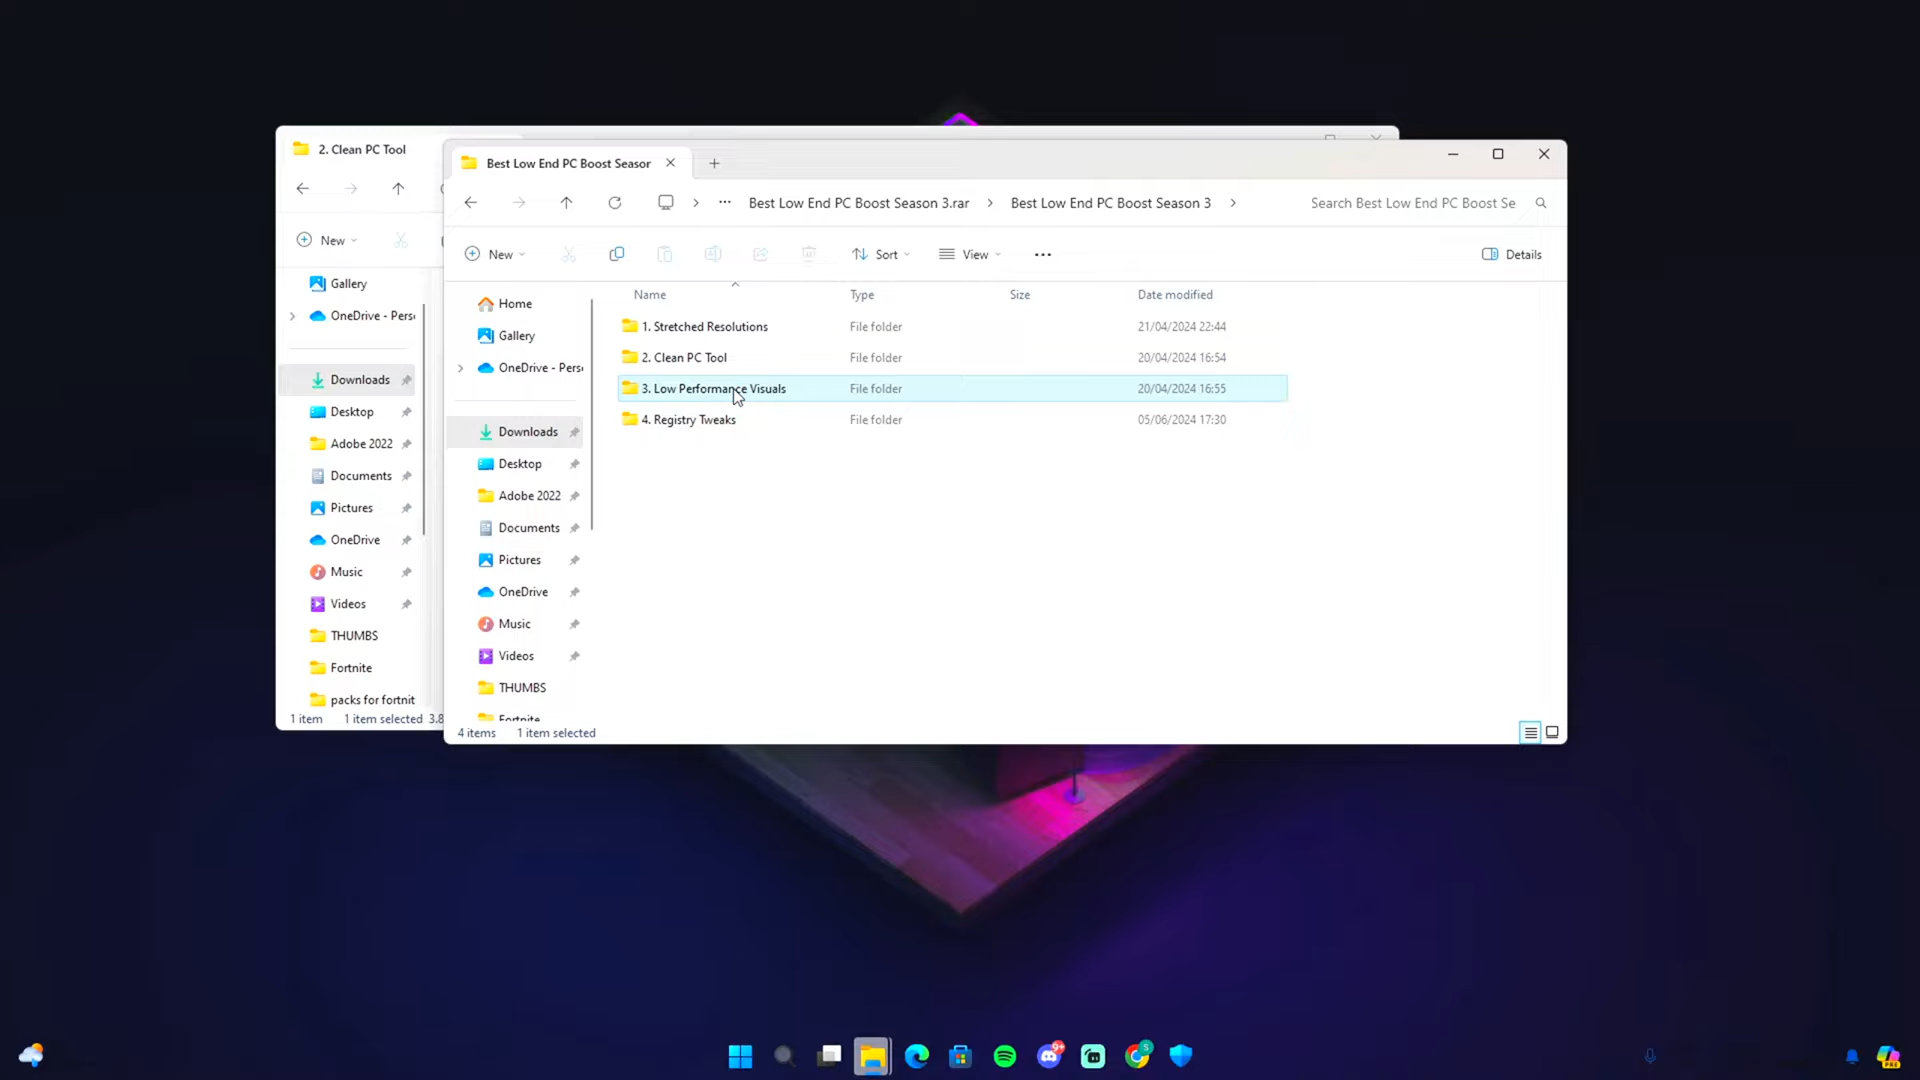 2. Clean PC Tool
New
Gallery
OneDrive - Pers
Downloads
Desktop
Adobe 2022
Documents
Pictures
OneDrive
Music
Videos
THUMBS
Fortnite
packs for fortnit
1 item 1 item selected 3.8
Best Low End PC Boost Seasor
Best Low End PC Boost Season 3.rar > Best Low End PC Boost Season 3 >
Search Best Low End PC Boost Se
New
Sort
View
Details
Home
Gallery
OneDrive - Perse
Downloads
Desktop
Adobe 2022
Documents
Pictures
OneDrive
Music
Videos
THUMBS
Fortnite
Name Type Size Date modified
1. Stretched Resolutions File folder 21/04/2024 22:44
2. Clean PC Tool File folder 20/04/2024 16:54
3. Low Performance Visuals File folder 20/04/2024 16:55
4. Registry Tweaks File folder 05/06/2024 17:30
4 items 1 item selected
9+
S
PRE